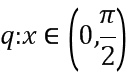 q:x ∈ (0, π/2)